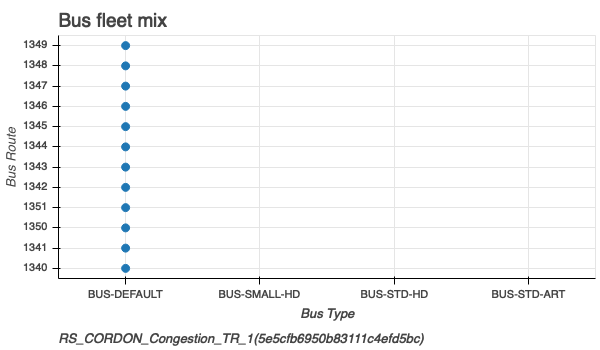 Bus fleet mix
Bus Route
1349
1348
1347
1346
1345
1344
1343
1342
1351
1350
1341
1340
BUS-DEFAULT BUS-SMALL-HD BUS-STD-HD BUS-STD-ART
Bus Type
RS_CORDON_Congestion_TR_1(5e5cfb6950b83111c4efd5bc)